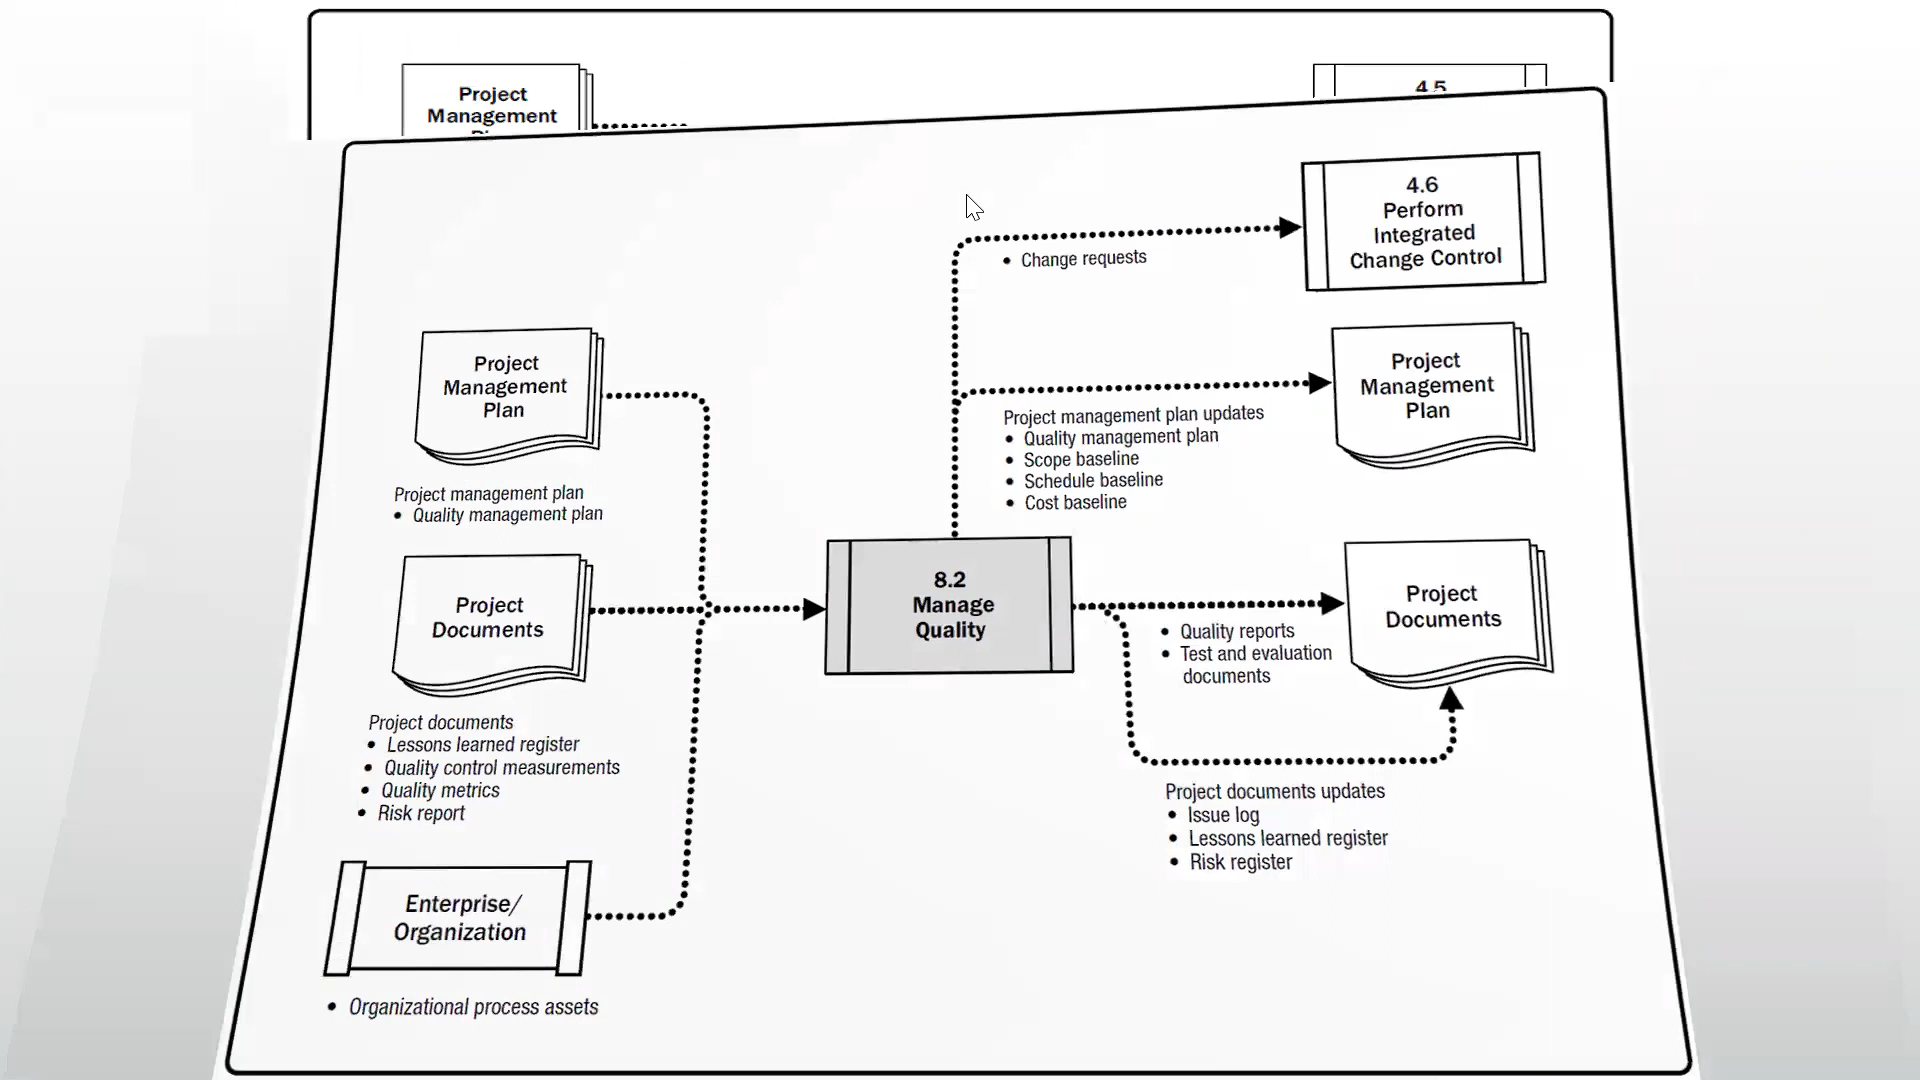 Project
Management
4.5
4.6
Perform
Integrated
Change Control
• Change requests
Project
Management
Plan
Project
Management
Plan
Project management plan updates
• Quality management plan
• Scope baseline
• Schedule baseline
• Cost baseline
Project management plan
• Quality management plan
Project
Documents
8.2
Manage
Quality
Project
Documents
• Quality reports
• Test and evaluation
documents
Project documents
• Lessons learned register
• Quality control measurements
• Quality metrics
• Risk report
Project documents updates
• Issue log
• Lessons learned register
• Risk register
Enterprise/
Organization
• Organizational process assets